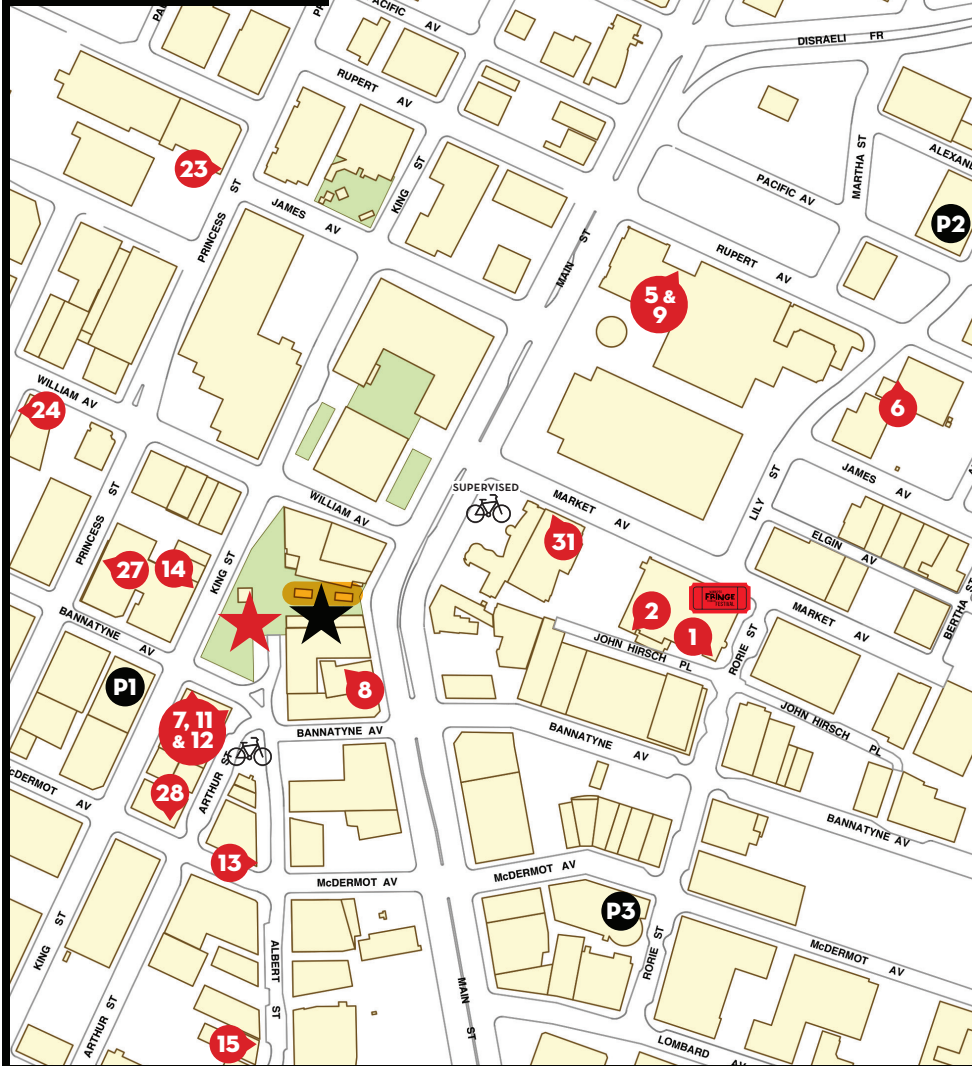 PACIFIC AV
DISRAELI FR
RUPERT AV
KING ST
MARTHA ST
PACIFIC AV
23
PRINCESS ST
JAMES AV
P2
MAIN ST
RUPERT AV
5 &
9
WILLIAM AV
24
6
SUPERVISED
MARKET AV
LILY ST
JAMES AV
WILLIAM AV
31
ELGIN AV
PRINCESS ST
27
14
KING ST
FRINGE
2
1
MARKET AV
BERTHA ST
BANNATYNE AV
JOHN HIRSCH PL
RORIE ST
P1
8
7, 11
& 12
BANNATYNE AV
BANNATYNE AV
JOHN HIRSCH PL
ARTHUR ST
28
BANNATYNE AV
13
McDERMOT AV
McDERMOT AV
P3
KING ST
ALBERT ST
RORIE ST
McDERMOT AV
MAIN ST
ARTHUR ST
15
LOMBARD AV